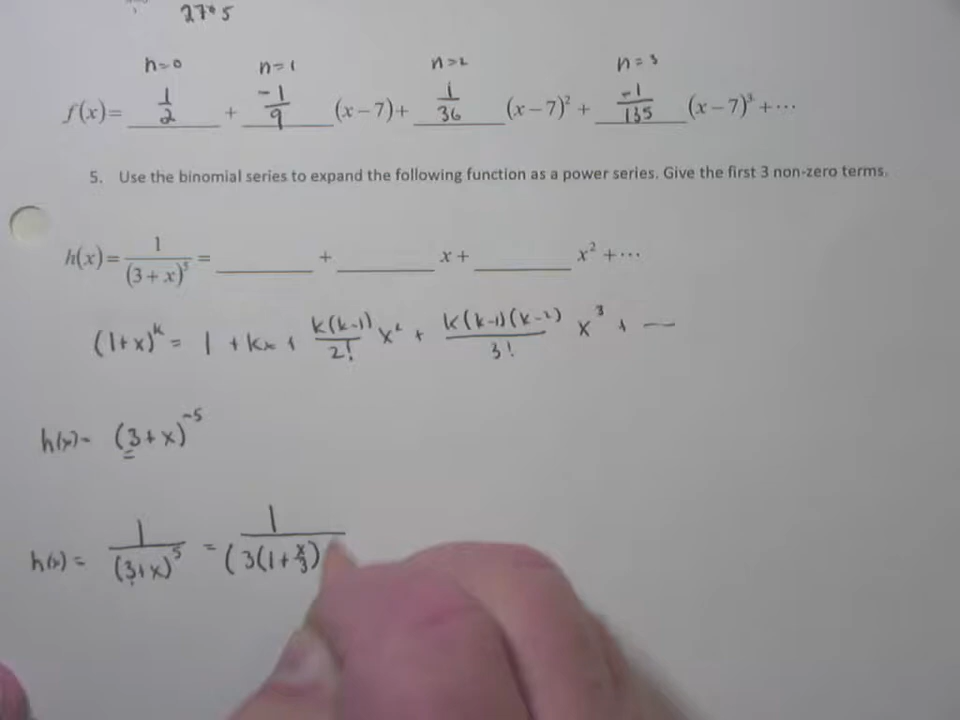 27•5
n=0 n=1 n=2 n=3
f(x)= 1/2 + -1/9 (x-7)+ 1/36 (x-7)² + -1/135 (x-7)³ +⋯
5. Use the binomial series to expand the following function as a power series. Give the first 3 non-zero terms.
h(x)= 1/(3+x)⁵ = ______ + ______ x+ ______ x² +⋯
(1+x)^k = 1 + kx + k(k-1)/2! x² + k(k-1)(k-2)/3! x³ + —
h(x)= (3+x)⁻⁵
h(x) = 1/(3+x)⁵ = 1/(3(1+x/3)